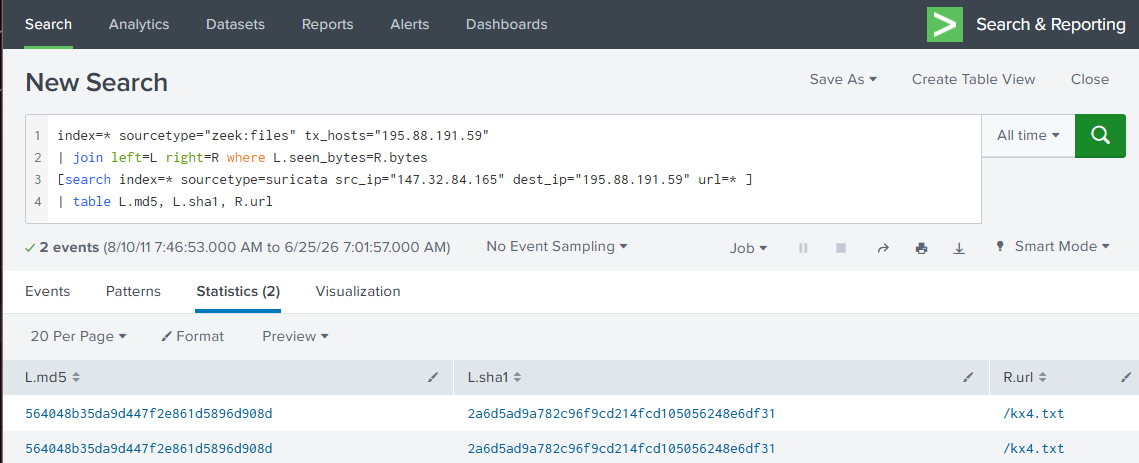 Search Analytics Datasets Reports Alerts Dashboards > Search & Reporting
New Search Save As Create Table View Close
1 index=* sourcetype="zeek:files" tx_hosts="195.88.191.59" All time
2 | join left=L right=R where L.seen_bytes=R.bytes
3 [search index=* sourcetype=suricata src_ip="147.32.84.165" dest_ip="195.88.191.59" url=* ]
4 | table L.md5, L.sha1, R.url
✓ 2 events (8/10/11 7:46:53.000 AM to 6/25/26 7:01:57.000 AM) No Event Sampling Job Smart Mode
Events Patterns Statistics (2) Visualization
20 Per Page Format Preview
L.md5 L.sha1 R.url
564048b35da9d447f2e861d5896d908d 2a6d5ad9a782c96f9cd214fcd105056248e6df31 /kx4.txt
564048b35da9d447f2e861d5896d908d 2a6d5ad9a782c96f9cd214fcd105056248e6df31 /kx4.txt